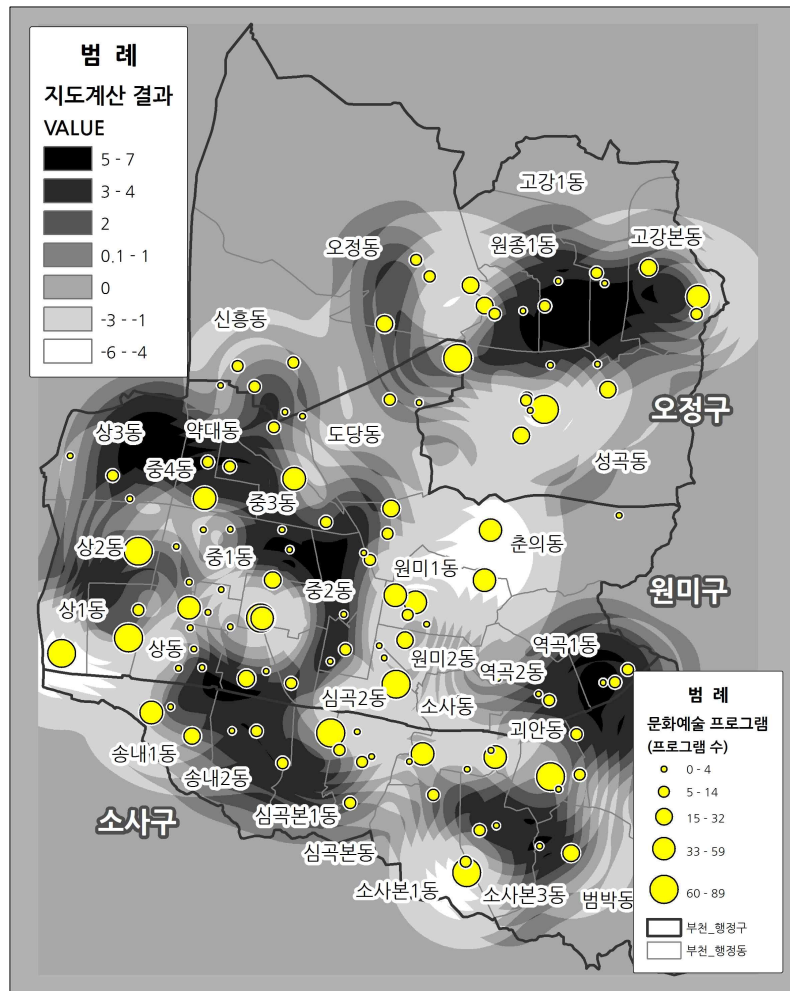 범 례
지도계산 결과
VALUE
5 - 7
3 - 4
2
0.1 - 1
0
-3 - -1
-6 - -4
고강1동
오정동
원종1동
고강본동
신흥동
오정구
상3동
약대동
도당동
성곡동
중4동
중3동
상2동
중1동
춘의동
원미1동
중2동
원미구
상1동
상동
역곡1동
원미2동
역곡2동
심곡2동
소사동
괴안동
송내1동
송내2동
소사구
심곡본1동
심곡본동
소사본1동
소사본3동
범박동
범 례
문화예술 프로그램
(프로그램 수)
0 - 4
5 - 14
15 - 32
33 - 59
60 - 89
부천_행정구
부천_행정동